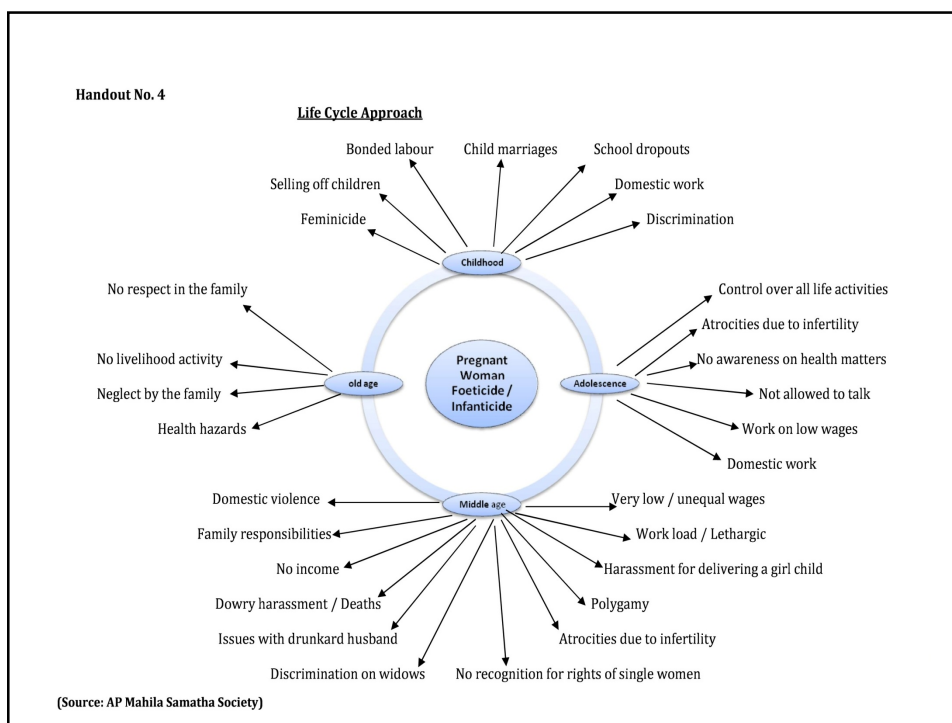 Handout No. 4
Life Cycle Approach
Bonded labour
Child marriages
School dropouts
Selling off children
Domestic work
Feminicide
Discrimination
Childhood
No respect in the family
No livelihood activity
Neglect by the family
Health hazards
old age
Pregnant
Woman
Foeticide /
Infanticide
Adolescence
Control over all life activities
Atrocities due to infertility
No awareness on health matters
Not allowed to talk
Work on low wages
Domestic work
Middle age
Domestic violence
Family responsibilities
No income
Dowry harassment / Deaths
Issues with drunkard husband
Discrimination on widows
Very low / unequal wages
Work load / Lethargic
Harassment for delivering a girl child
Polygamy
Atrocities due to infertility
No recognition for rights of single women
(Source: AP Mahila Samatha Society)